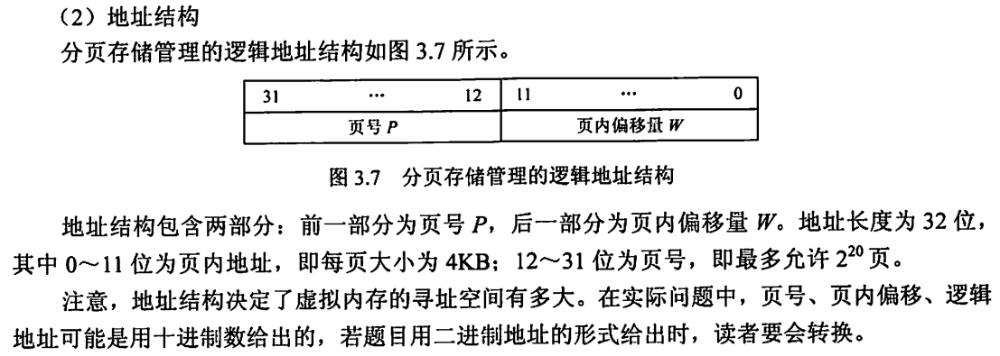 （2）地址结构
分页存储管理的逻辑地址结构如图 3.7 所示。
31 … 12 11 … 0
页号 P 页内偏移量 W
图 3.7 分页存储管理的逻辑地址结构
地址结构包含两部分：前一部分为页号 P，后一部分为页内偏移量 W。地址长度为 32 位，
其中 0～11 位为页内地址，即每页大小为 4KB；12～31 位为页号，即最多允许 2²⁰ 页。
注意，地址结构决定了虚拟内存的寻址空间有多大。在实际问题中，页号、页内偏移、逻辑
地址可能是用十进制数给出的，若题目用二进制地址的形式给出时，读者要会转换。